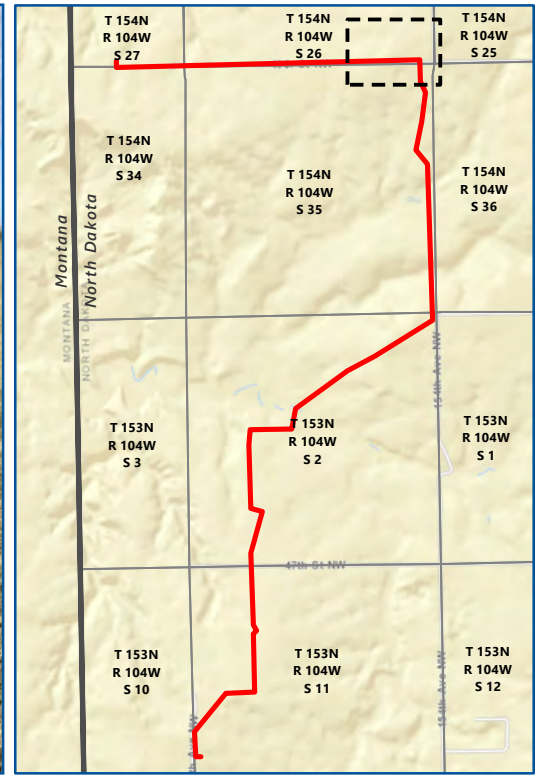 T 154N
R 104W
S 27
T 154N
R 104W
S 26
T 154N
R 104W
S 25
T 154N
R 104W
S 34
T 154N
R 104W
S 35
T 154N
R 104W
S 36
Montana
North Dakota
MONTANA
154th Ave NW
T 153N
R 104W
S 3
T 153N
R 104W
S 2
T 153N
R 104W
S 1
47th St NW
T 153N
R 104W
S 10
T 153N
R 104W
S 11
T 153N
R 104W
S 12
154th Ave NW